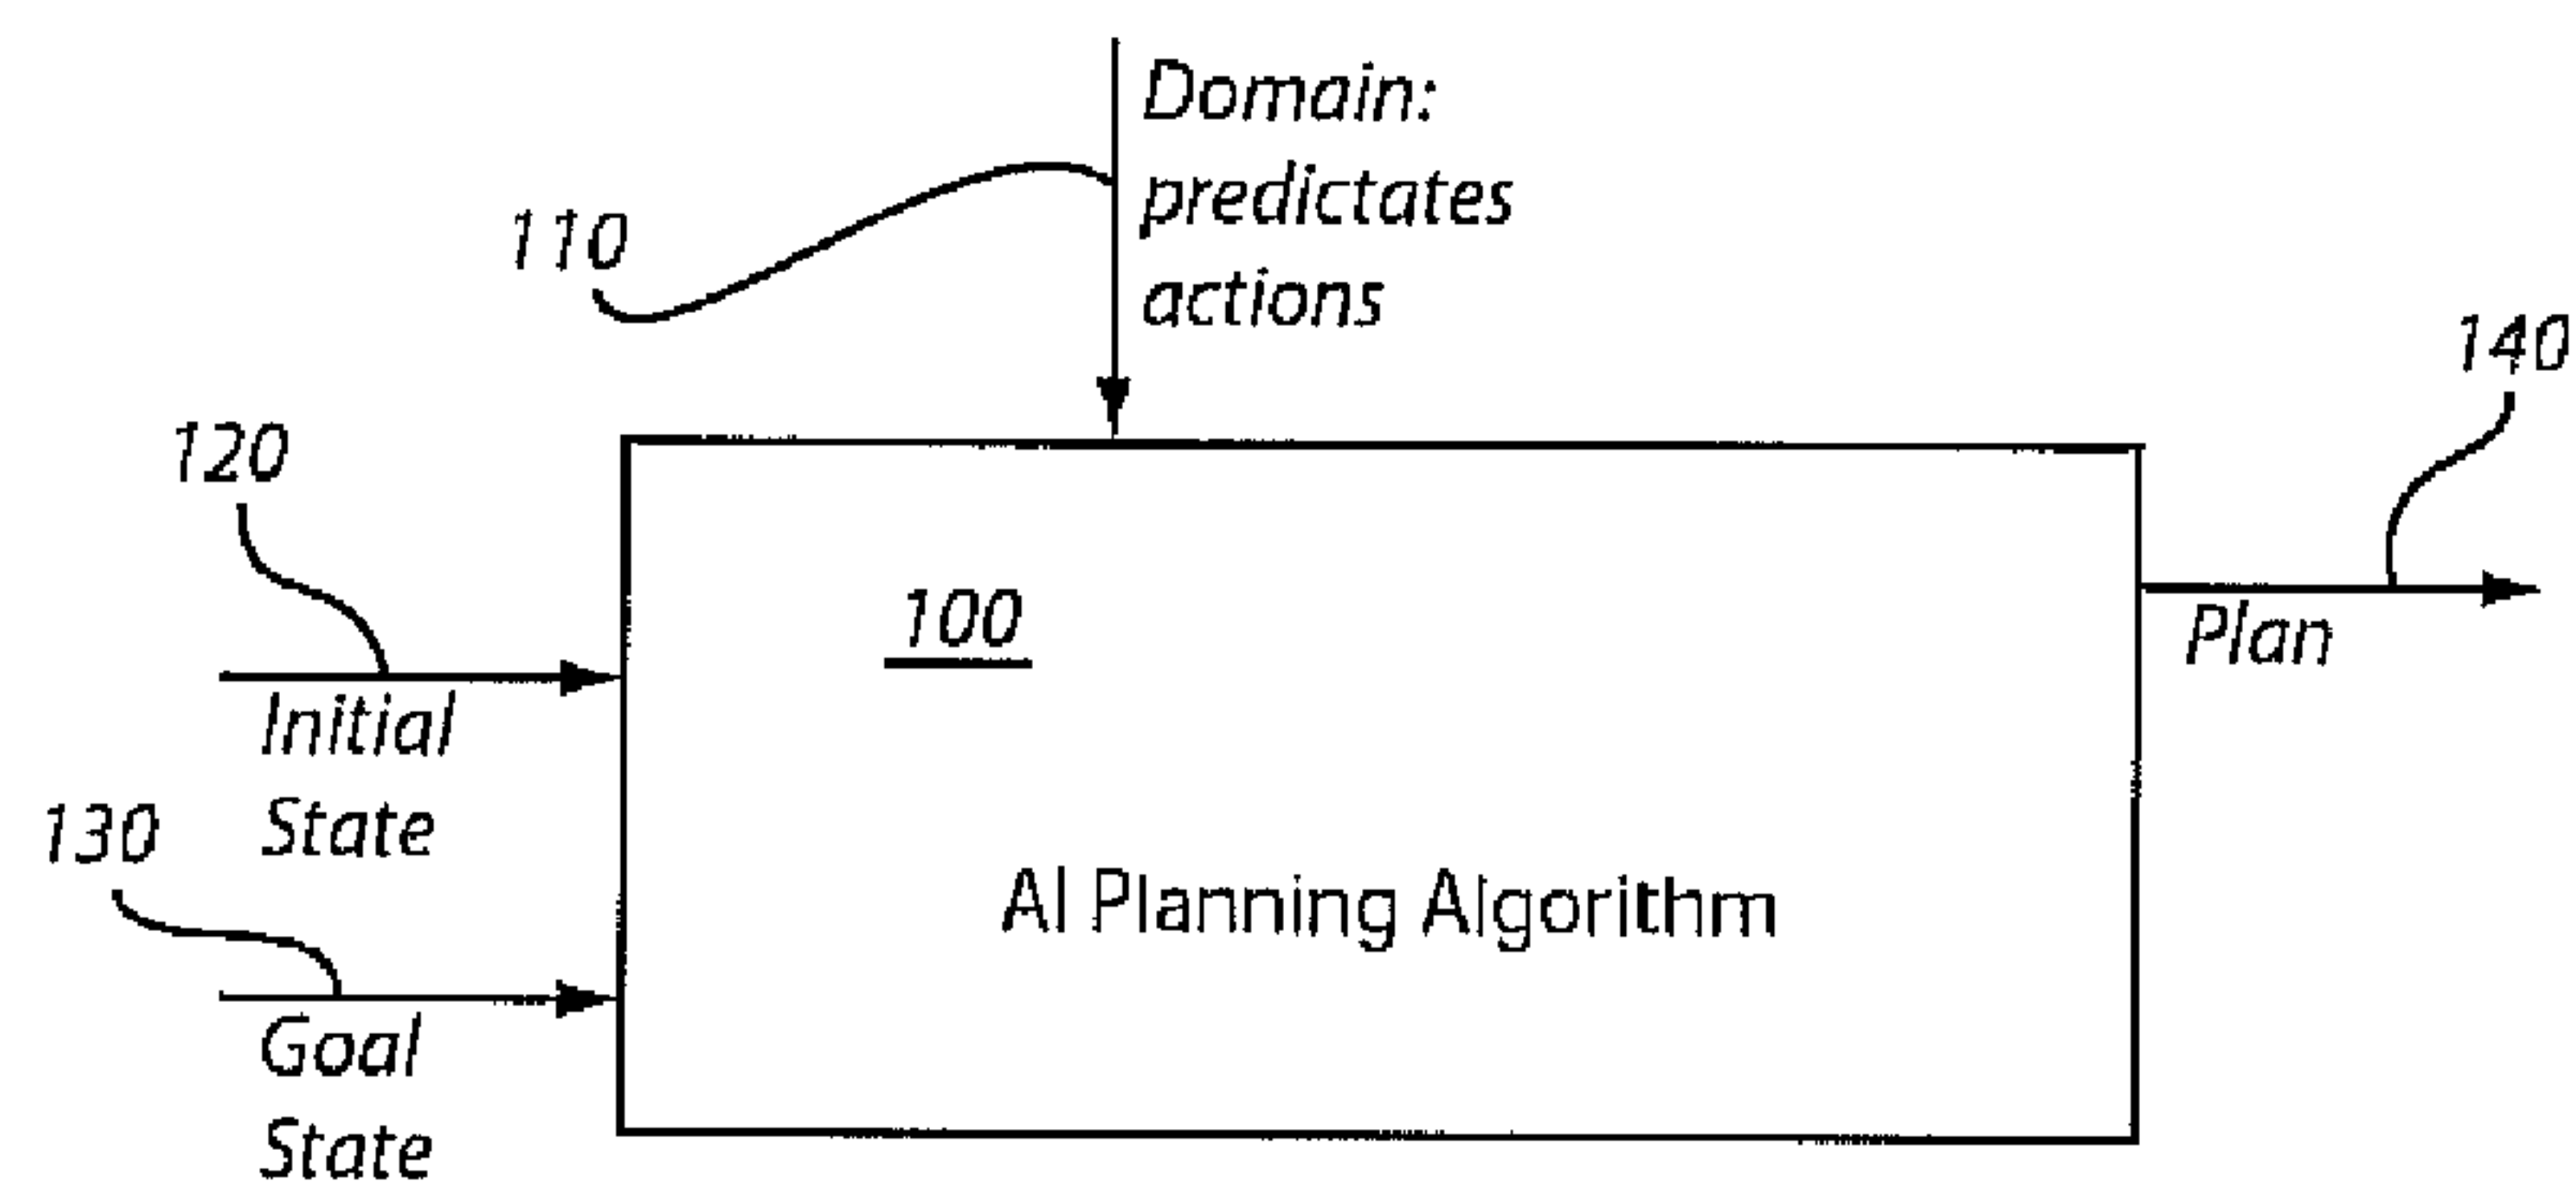 Domain:
predictates
actions
110
140
120
100
Plan
Initial
State
130
AI Planning Algorithm
Goal
State